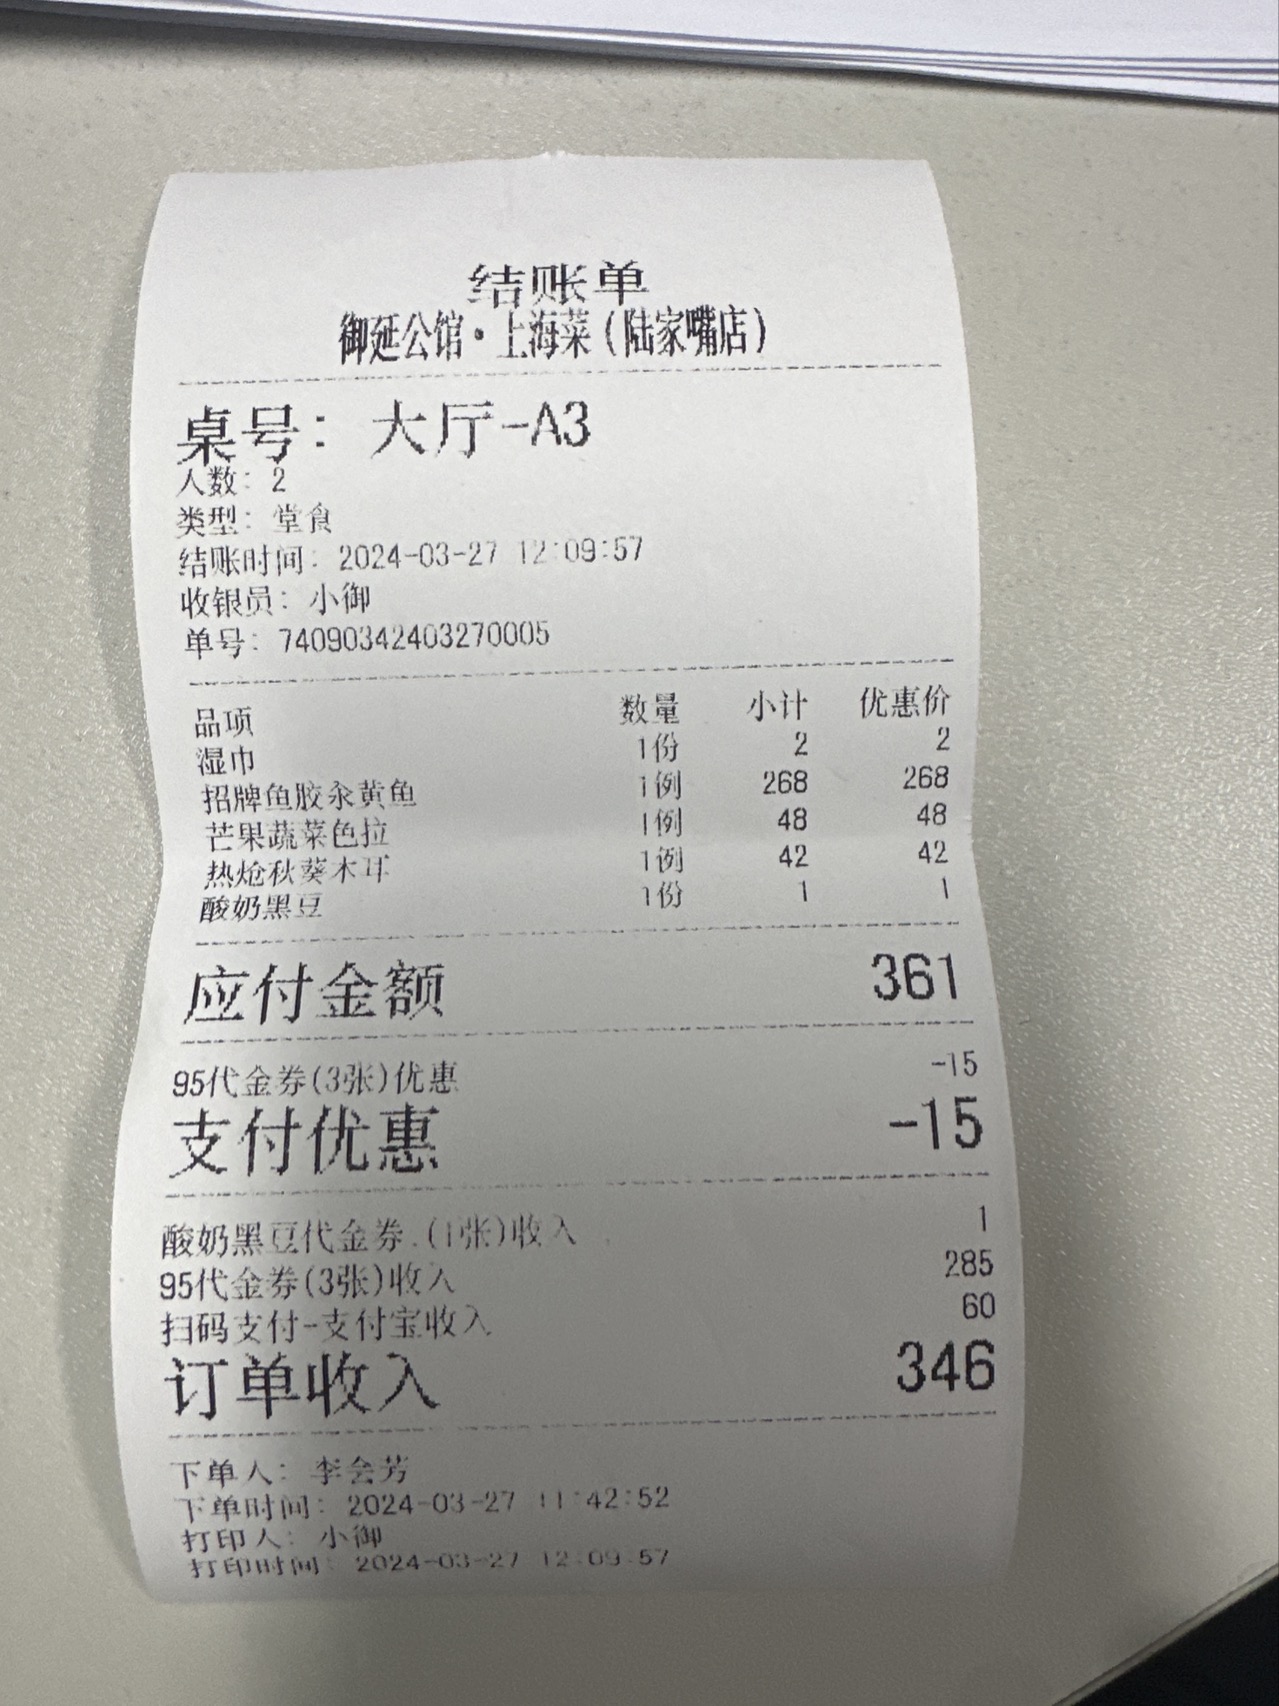 结账单
御延公馆·上海菜(陆家嘴店)
桌号: 大厅-A3
人数: 2
类型: 堂食
结账时间: 2024-03-27 12:09:57
收银员: 小御
单号: 74090342403270005
品项 数量 小计 优惠价
湿巾 1份 2 2
招牌鱼胶汆黄鱼 1例 268 268
芒果蔬菜色拉 1例 48 48
热炝秋葵木耳 1例 42 42
酸奶黑豆 1份 1 1
应付金额 361
95代金券(3张)优惠 -15
支付优惠 -15
酸奶黑豆代金券.(1张)收入 1
95代金券(3张)收入 285
扫码支付-支付宝收入 60
订单收入 346
下单人: 李会芳
下单时间: 2024-03-27 11:42:52
打印人: 小御
打印时间: 2024-03-27 12:09:57